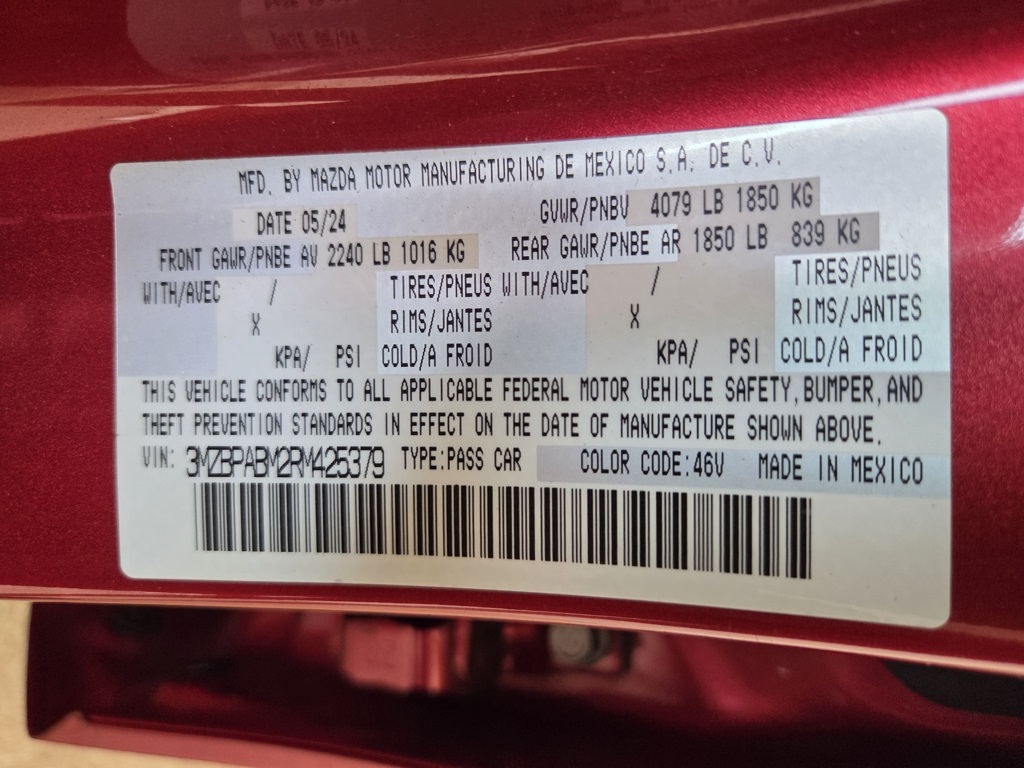 MFD. BY MAZDA MOTOR MANUFACTURING DE MEXICO S.A. DE C.V.
DATE 05/24 GVWR/PNBV 4079 LB 1850 KG
FRONT GAWR/PNBE AV 2240 LB 1016 KG REAR GAWR/PNBE AR 1850 LB 839 KG
WITH/AVEC / TIRES/PNEUS WITH/AVEC / TIRES/PNEUS
X RIMS/JANTES X RIMS/JANTES
KPA/ PSI COLD/A FROID KPA/ PSI COLD/A FROID
THIS VEHICLE CONFORMS TO ALL APPLICABLE FEDERAL MOTOR VEHICLE SAFETY, BUMPER, AND
THEFT PREVENTION STANDARDS IN EFFECT ON THE DATE OF MANUFACTURE SHOWN ABOVE.
VIN: 3MZBPABM2RM425379 TYPE:PASS CAR COLOR CODE:46V MADE IN MEXICO